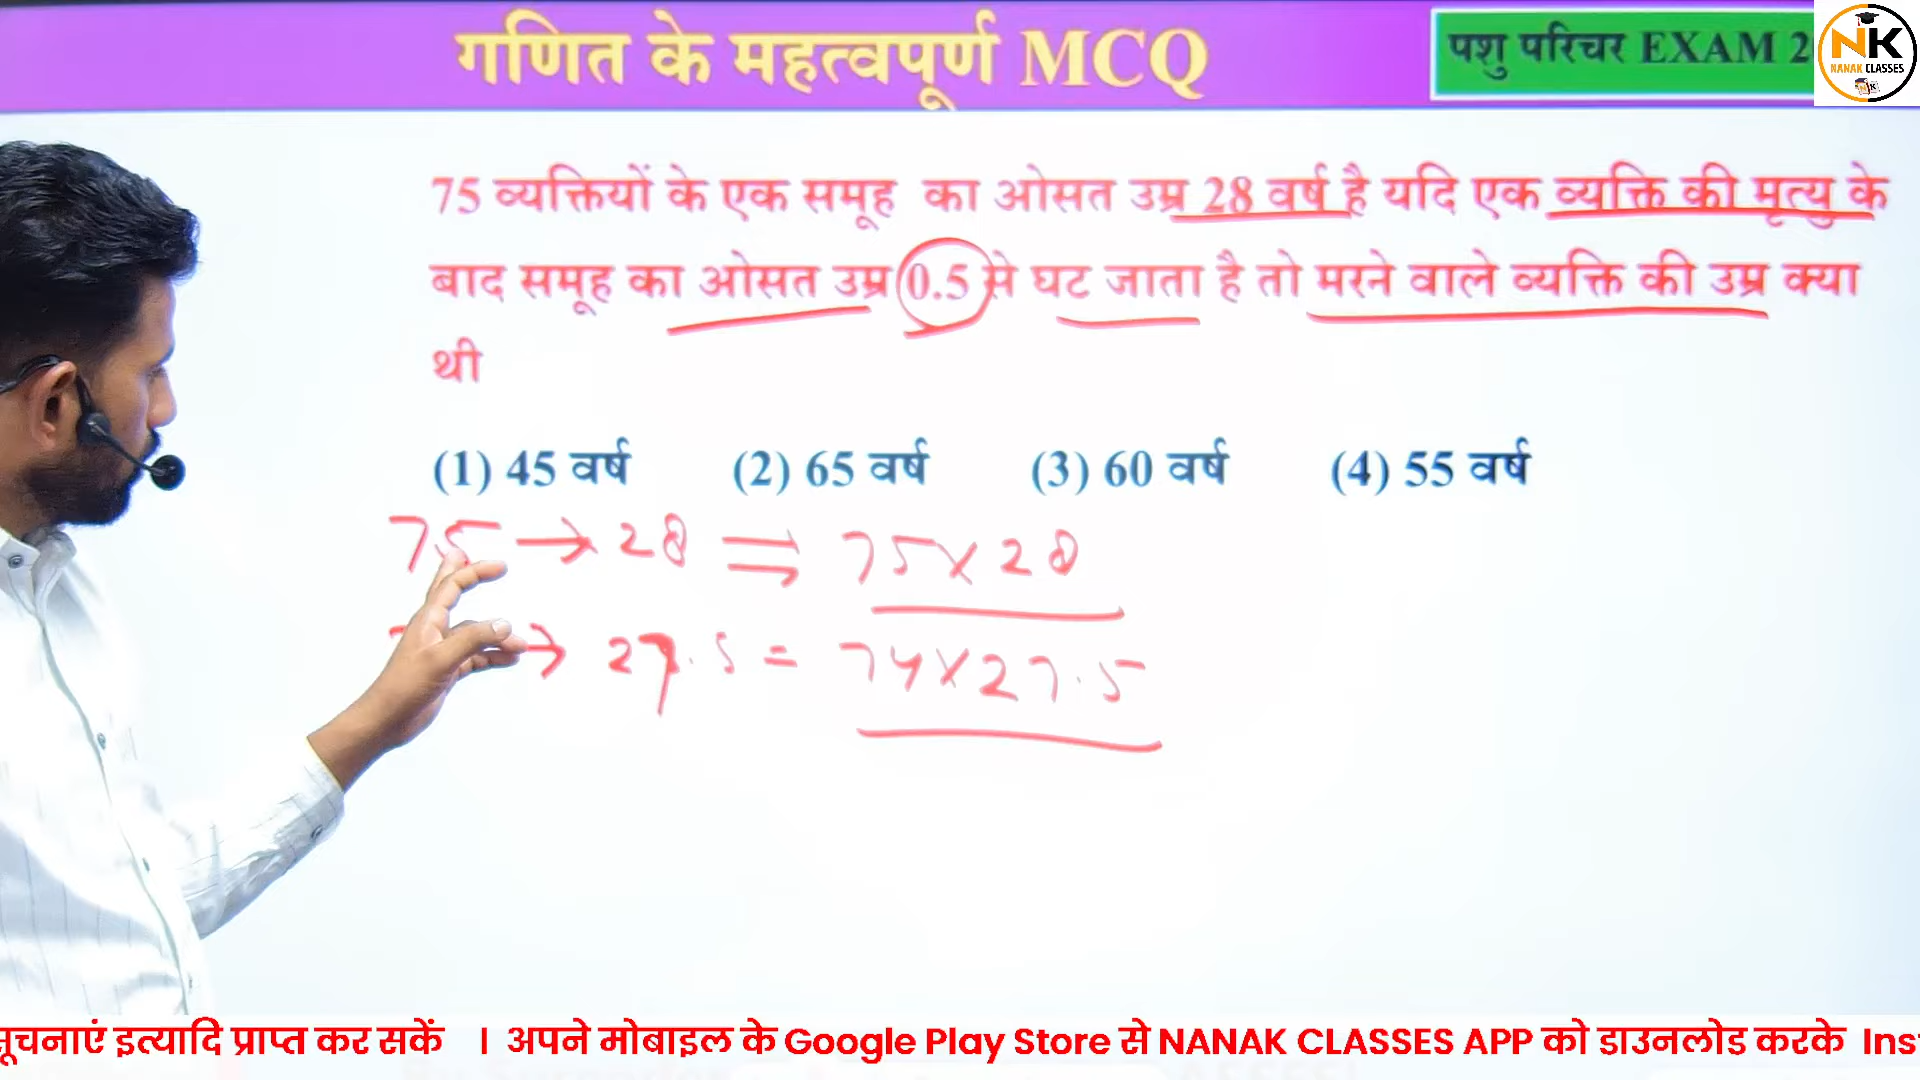 गणित के महत्वपूर्ण MCQ
पशु परिचर EXAM 2
NK
NANAK CLASSES
75 व्यक्तियों के एक समूह का ओसत उम्र 28 वर्ष है यदि एक व्यक्ति की मृत्यु के
बाद समूह का ओसत उम्र 0.5 से घट जाता है तो मरने वाले व्यक्ति की उम्र क्या
थी
(1) 45 वर्ष (2) 65 वर्ष (3) 60 वर्ष (4) 55 वर्ष
75 → 28 ⇒ 75×28
→ 27.5 = 74×27.5
सूचनाएं इत्यादि प्राप्त कर सकें । अपने मोबाइल के Google Play Store से NANAK CLASSES APP को डाउनलोड करके Ins